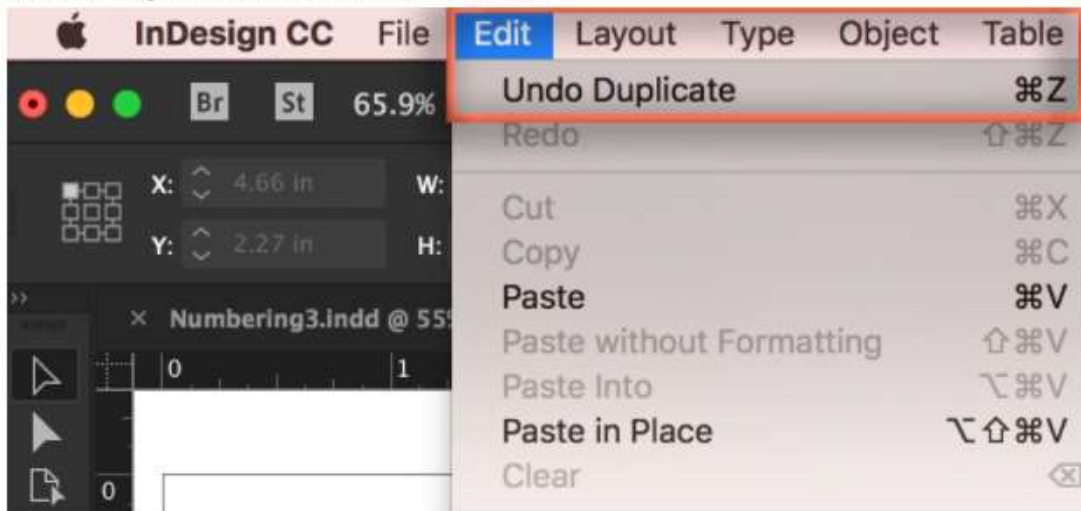 InDesign CC File Edit Layout Type Object Table
Br St 65.9%
Undo Duplicate ⌘Z
Redo ⇧⌘Z
X: 4.66 in W:
Y: 2.27 in H:
Cut ⌘X
Copy ⌘C
Paste ⌘V
Paste without Formatting ⇧⌘V
Paste Into ⌥⌘V
Paste in Place ⌥⇧⌘V
Clear ⌫
× Numbering3.indd @ 55%
0 1
0